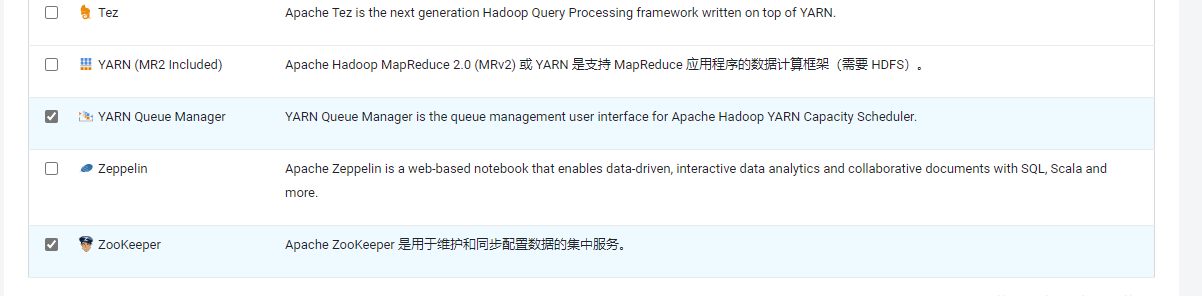 Tez Apache Tez is the next generation Hadoop Query Processing framework written on top of YARN.
YARN (MR2 Included) Apache Hadoop MapReduce 2.0 (MRv2) 或 YARN 是支持 MapReduce 应用程序的数据计算框架（需要 HDFS）。
YARN Queue Manager YARN Queue Manager is the queue management user interface for Apache Hadoop YARN Capacity Scheduler.
Zeppelin Apache Zeppelin is a web-based notebook that enables data-driven, interactive data analytics and collaborative documents with SQL, Scala and
more.
ZooKeeper Apache ZooKeeper 是用于维护和同步配置数据的集中服务。